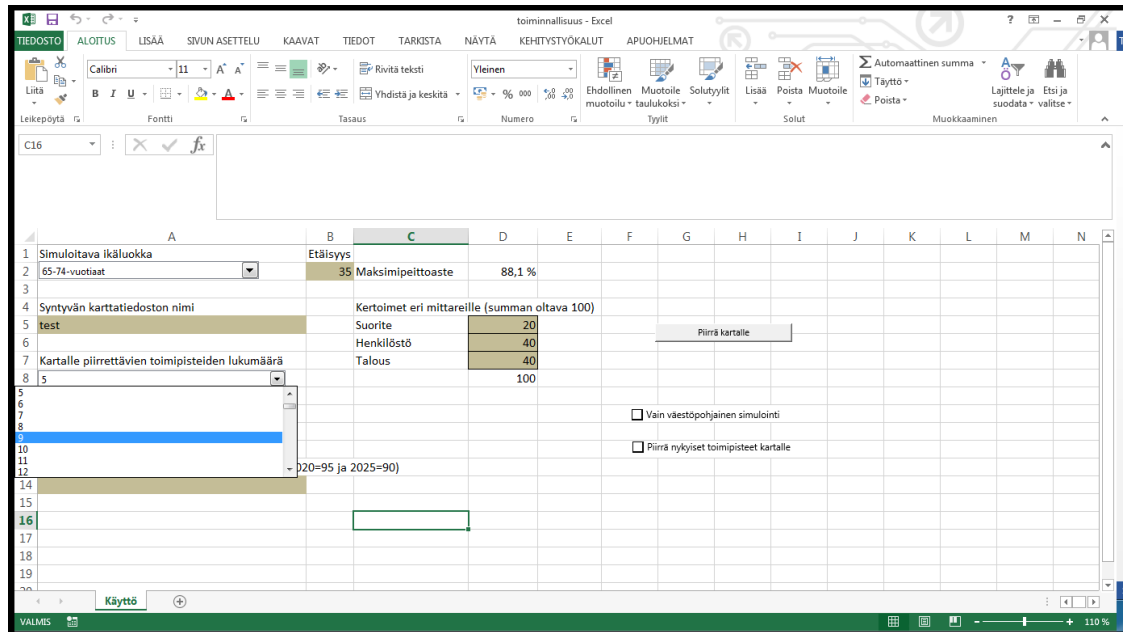 toiminnallisuus - Excel
TIEDOSTO ALOITUS LISÄÄ SIVUN ASETTELU KAAVAT TIEDOT TARKISTA NÄYTÄ KEHITYSTYÖKALUT APUOHJELMAT
Liitä
Calibri 11
B I U
Rivitä teksti
Yhdistä ja keskitä
Yleinen
% 000
Ehdollinen muotoilu
Muotoile taulukoksi
Solutyylit
Lisää Poista Muotoile
Automaattinen summa
Täyttö
Poista
Lajittele ja suodata
Etsi ja valitse
Leikepöytä Fontti Tasaus Numero Tyylit Solut Muokkaaminen
C16 fx
A B C D E F G H I J K L M N
1 Simuloitava ikäluokka Etäisyys
2 65-74-vuotiaat 35 Maksimipeittoaste 88,1 %
3
4 Syntyvän karttatiedoston nimi Kertoimet eri mittareille (summan oltava 100)
5 test Suorite 20 Piirrä kartalle
6 Henkilöstö 40
7 Kartalle piirrettävien toimipisteiden lukumäärä Talous 40
8 5 100
5
6
7
8
9
10
11
12
Vain väestöpohjainen simulointi
Piirrä nykyiset toimipisteet kartalle
020=95 ja 2025=90)
14
15
16
17
18
19
Käyttö
VALMIS 110 %